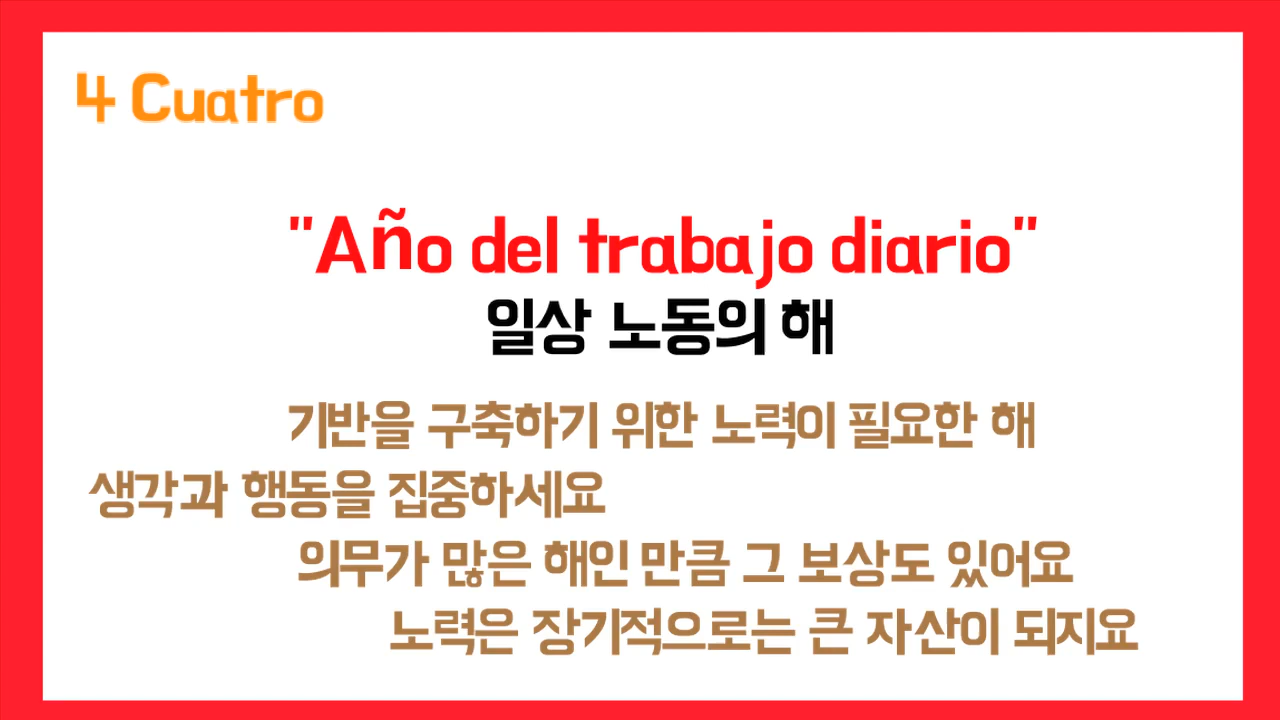 4 Cuatro
"Año del trabajo diario"
일상 노동의 해
기반을 구축하기 위한 노력이 필요한 해
생각과 행동을 집중하세요
의무가 많은 해인 만큼 그 보상도 있어요
노력은 장기적으로는 큰 자산이 되지요